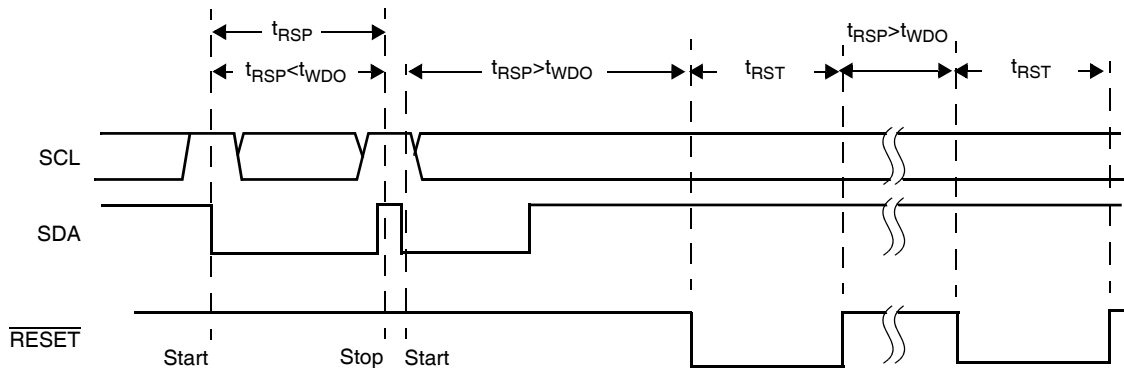 tRSP
tRSP<tWDO
tRSP>tWDO
tRST
tRSP>tWDO
tRST
SCL
SDA
RESET
Start
Stop
Start